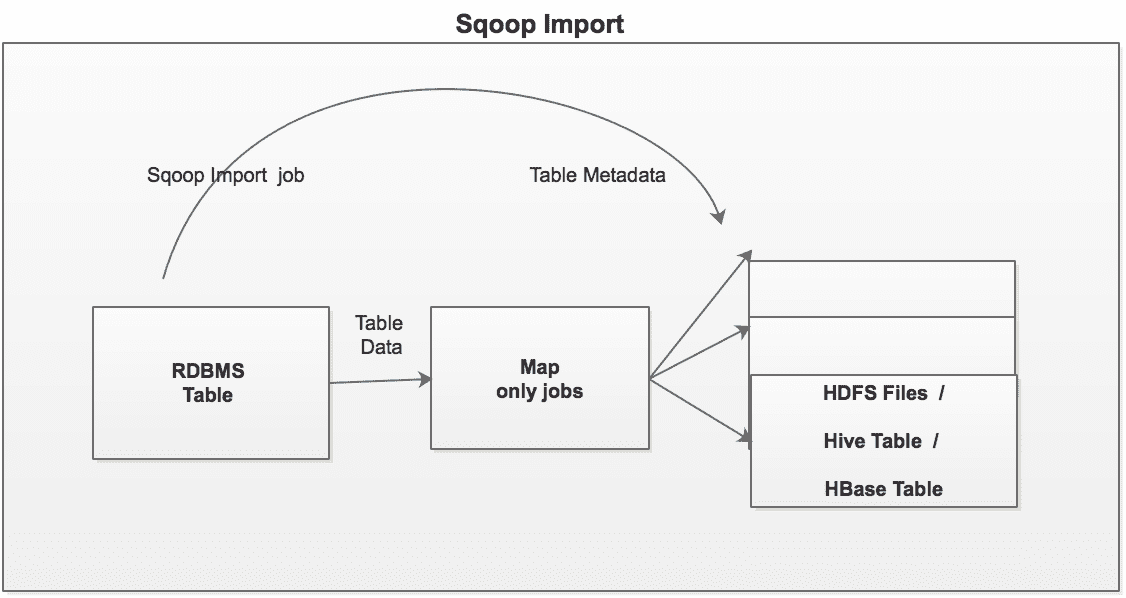 Sqoop Import
Sqoop Import job
Table Metadata
RDBMS
Table
Table
Data
Map
only jobs
HDFS Files /
Hive Table /
HBase Table